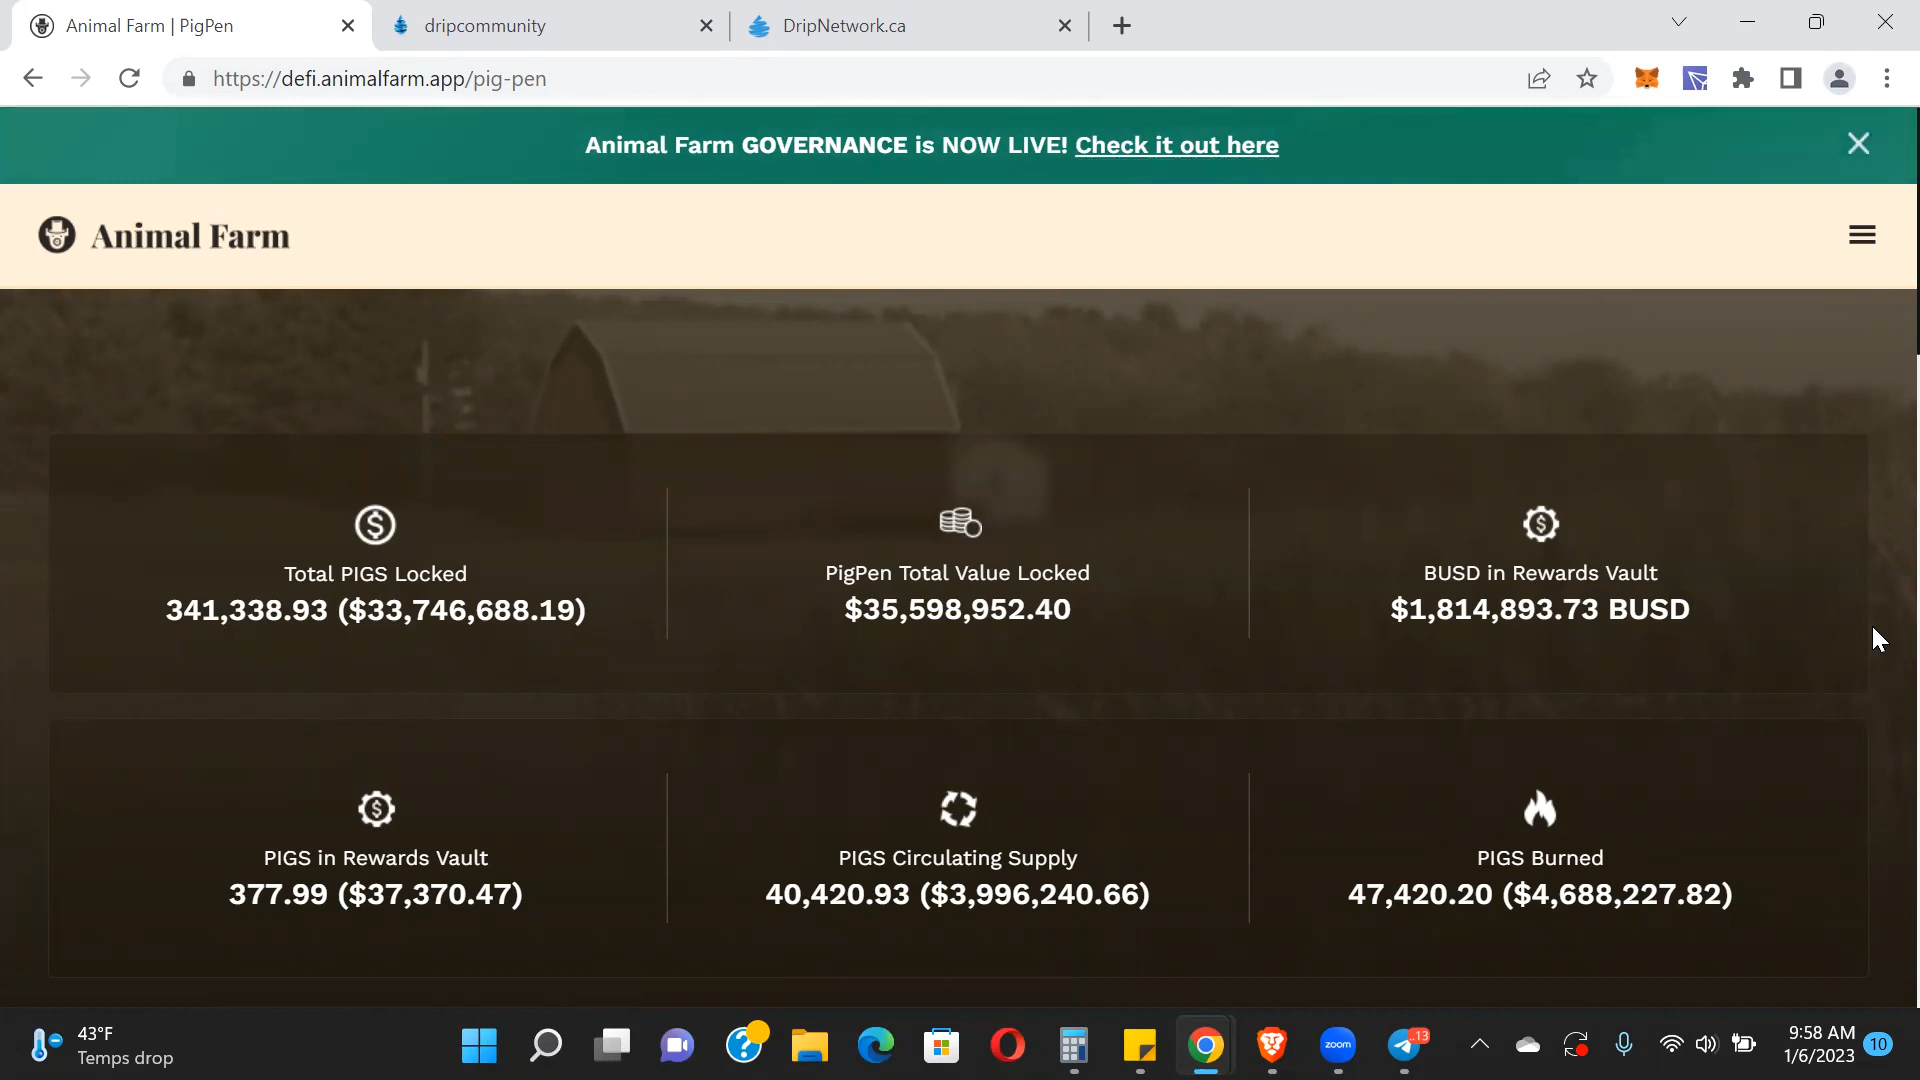 Animal Farm | PigPen
dripcommunity
DripNetwork.ca
https://defi.animalfarm.app/pig-pen
Animal Farm GOVERNANCE is NOW LIVE! Check it out here
Animal Farm
Total PIGS Locked
341,338.93 ($33,746,688.19)
PigPen Total Value Locked
$35,598,952.40
BUSD in Rewards Vault
$1,814,893.73 BUSD
PIGS in Rewards Vault
377.99 ($37,370.47)
PIGS Circulating Supply
40,420.93 ($3,996,240.66)
PIGS Burned
47,420.20 ($4,688,227.82)
43°F
Temps drop
zoom
13
9:58 AM
1/6/2023
10